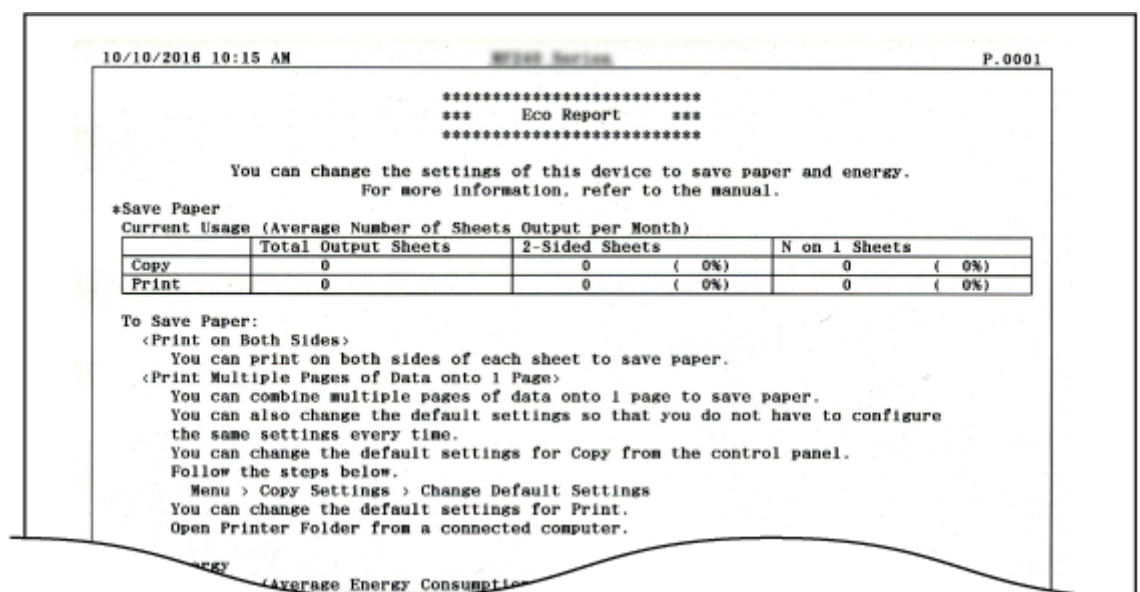 10/10/2016 10:15 AM P.0001
***************************
*** Eco Report ***
***************************
You can change the settings of this device to save paper and energy.
For more information, refer to the manual.
*Save Paper
Current Usage (Average Number of Sheets Output per Month)
Total Output Sheets 2-Sided Sheets N on 1 Sheets
Copy 0 0 ( 0%) 0 ( 0%)
Print 0 0 ( 0%) 0 ( 0%)
To Save Paper:
<Print on Both Sides>
You can print on both sides of each sheet to save paper.
<Print Multiple Pages of Data onto 1 Page>
You can combine multiple pages of data onto 1 page to save paper.
You can also change the default settings so that you do not have to configure
the same settings every time.
You can change the default settings for Copy from the control panel.
Follow the steps below.
Menu > Copy Settings > Change Default Settings
You can change the default settings for Print.
Open Printer Folder from a connected computer.
(Average Energy